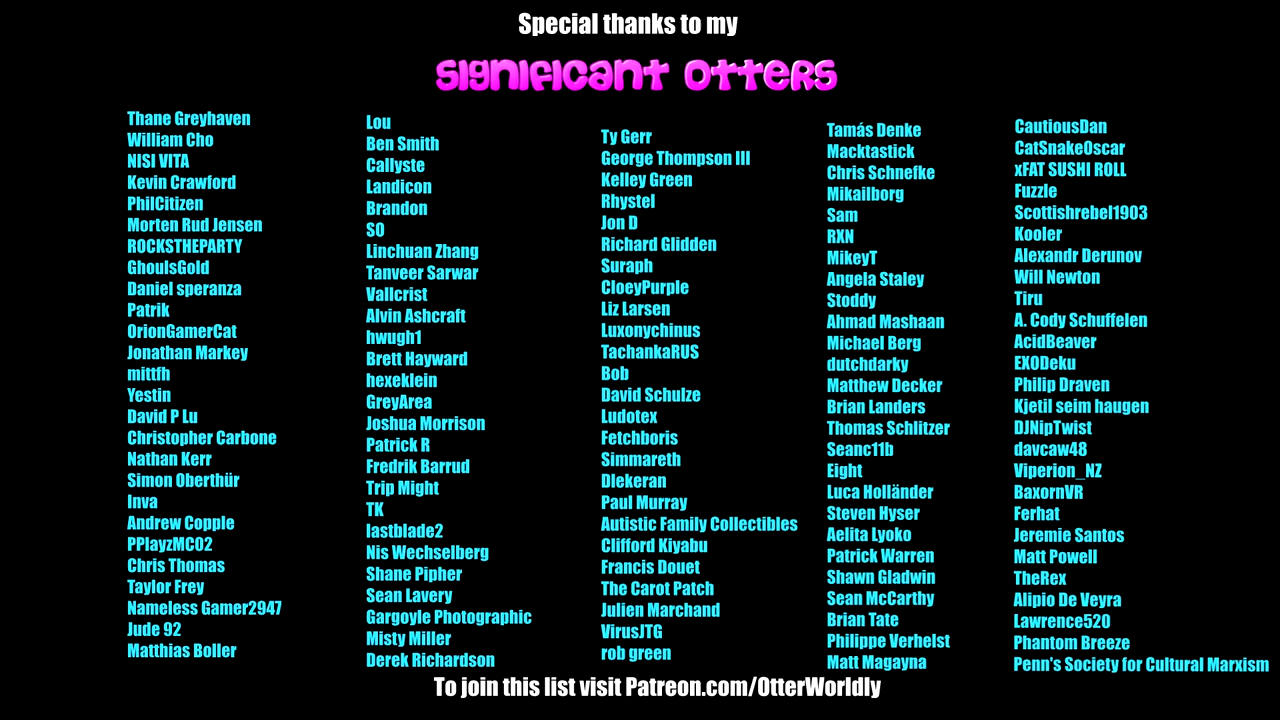 Special thanks to my
Significant Otters
Thane Greyhaven
William Cho
NISI VITA
Kevin Crawford
PhilCitizen
Morten Rud Jensen
ROCKSTHEPARTY
GhoulsGold
Daniel speranza
Patrik
OrionGamerCat
Jonathan Markey
mittfh
Yestin
David P Lu
Christopher Carbone
Nathan Kerr
Simon Oberthür
Inva
Andrew Copple
PPlayzMC02
Chris Thomas
Taylor Frey
Nameless Gamer2947
Jude 92
Matthias Boller
Lou
Ben Smith
Callyste
Landicon
Brandon
SO
Linchuan Zhang
Tanveer Sarwar
Vallcrist
Alvin Ashcraft
hwugh1
Brett Hayward
hexeklein
GreyArea
Joshua Morrison
Patrick R
Fredrik Barrud
Trip Might
TK
lastblade2
Nis Wechselberg
Shane Pipher
Sean Lavery
Gargoyle Photographic
Misty Miller
Derek Richardson
Ty Gerr
George Thompson III
Kelley Green
Rhystel
Jon D
Richard Glidden
Suraph
CloeyPurple
Liz Larsen
Luxonychinus
TachankaRUS
Bob
David Schulze
Ludotex
Fetchboris
Simmareth
Dlekeran
Paul Murray
Autistic Family Collectibles
Clifford Kiyabu
Francis Douet
The Carot Patch
Julien Marchand
VirusJTG
rob green
Tamás Denke
Macktastick
Chris Schnefke
Mikailborg
Sam
RXN
MikeyT
Angela Staley
Stoddy
Ahmad Mashaan
Michael Berg
dutchdarky
Matthew Decker
Brian Landers
Thomas Schlitzer
Seanc11b
Eight
Luca Holländer
Steven Hyser
Aelita Lyoko
Patrick Warren
Shawn Gladwin
Sean McCarthy
Brian Tate
Philippe Verhelst
Matt Magayna
CautiousDan
CatSnakeOscar
xFAT SUSHI ROLL
Fuzzle
Scottishrebel1903
Kooler
Alexandr Derunov
Will Newton
Tiru
A. Cody Schuffelen
AcidBeaver
EXODeku
Philip Draven
Kjetil seim haugen
DJNipTwist
davcaw48
Viperion_NZ
BaxornVR
Ferhat
Jeremie Santos
Matt Powell
TheRex
Alipio De Veyra
Lawrence520
Phantom Breeze
Penn's Society for Cultural Marxism
To join this list visit Patreon.com/OtterWorldly